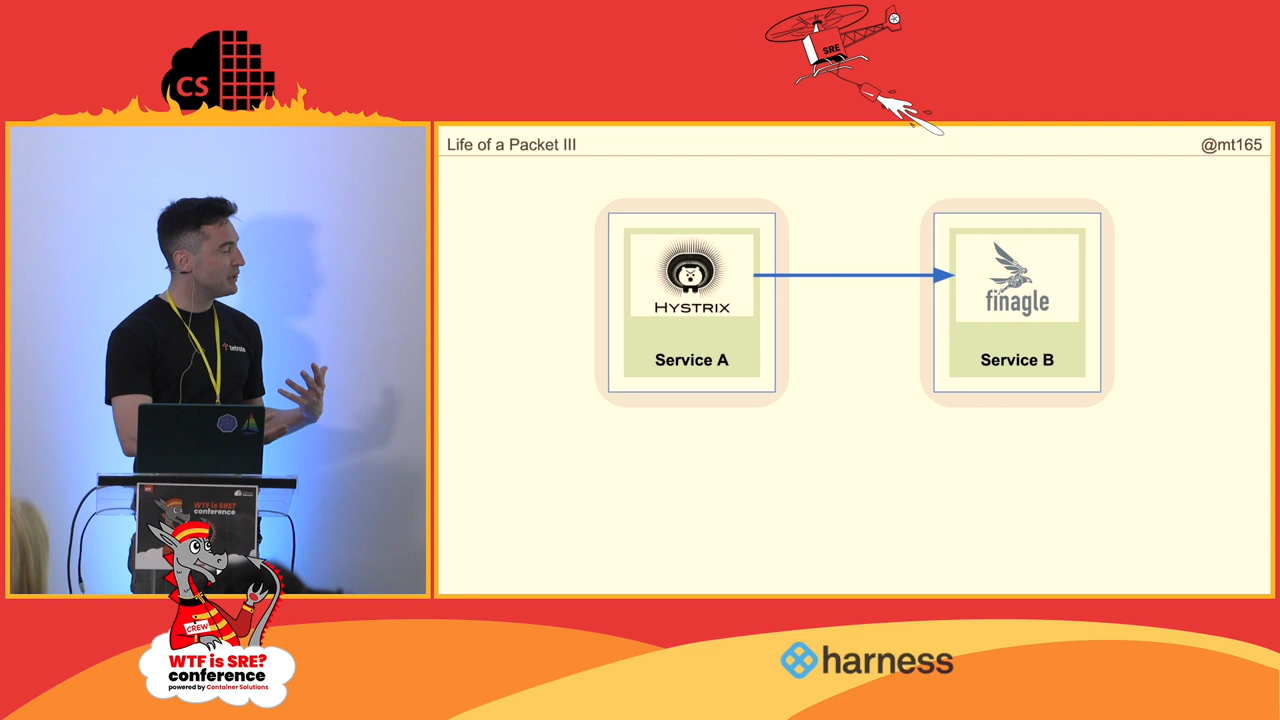 CS
SRE
Life of a Packet III
@mt165
HYSTRIX
Service A
finagle
Service B
WTF is SRE?
conference
CREW
WTF is SRE?
conference
powered by Container Solutions
harness